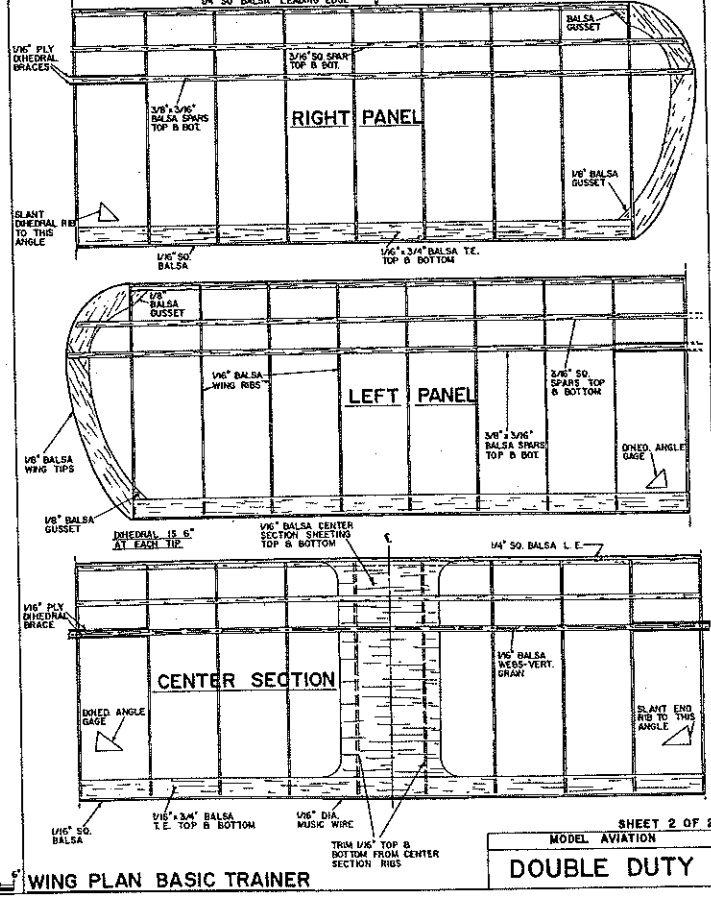 1/4" SQ BALSA LEADING EDGE
BALSA
GUSSET
1/16" PLY
DIHEDRAL
BRACES
3/16" SQ SPAR
TOP & BOT.
3/8" x 3/16"
BALSA SPARS
TOP & BOT.
RIGHT PANEL
1/8" BALSA
GUSSET
SLANT
DIHEDRAL RIB
TO THIS
ANGLE
1/16" SQ.
BALSA
1/16" x 3/4" BALSA T.E.
TOP & BOTTOM
1/8"
BALSA
GUSSET
1/16" BALSA
WING RIBS
3/16" SQ.
SPARS TOP
& BOTTOM
LEFT PANEL
3/8" x 3/16"
BALSA SPARS
TOP & BOT.
DIHED. ANGLE
GAGE
1/8" BALSA
WING TIPS
1/8" BALSA
GUSSET
DIHEDRAL IS 6"
AT EACH TIP
1/16" BALSA CENTER
SECTION SHEETING
TOP & BOTTOM
℄
1/4" SQ. BALSA L.E.
1/16" PLY
DIHEDRAL
BRACE
1/16" BALSA
WEBS-VERT.
GRAIN
CENTER SECTION
DIHED. ANGLE
GAGE
SLANT END
RIB TO THIS
ANGLE
1/16" SQ.
BALSA
1/16" x 3/4" BALSA
T.E. TOP & BOTTOM
1/16" DIA.
MUSIC WIRE
TRIM 1/16" TOP &
BOTTOM FROM CENTER
SECTION RIBS
SHEET 2 OF 2
MODEL AVIATION
DOUBLE DUTY
6"
WING PLAN BASIC TRAINER